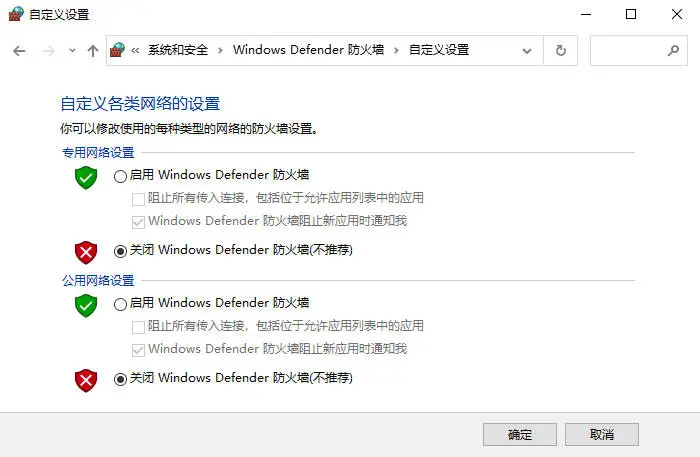 自定义设置
« 系统和安全 › Windows Defender 防火墙 › 自定义设置
自定义各类网络的设置
你可以修改使用的每种类型的网络的防火墙设置。
专用网络设置
启用 Windows Defender 防火墙
阻止所有传入连接，包括位于允许应用列表中的应用
Windows Defender 防火墙阻止新应用时通知我
关闭 Windows Defender 防火墙(不推荐)
公用网络设置
启用 Windows Defender 防火墙
阻止所有传入连接，包括位于允许应用列表中的应用
Windows Defender 防火墙阻止新应用时通知我
关闭 Windows Defender 防火墙(不推荐)
确定 取消